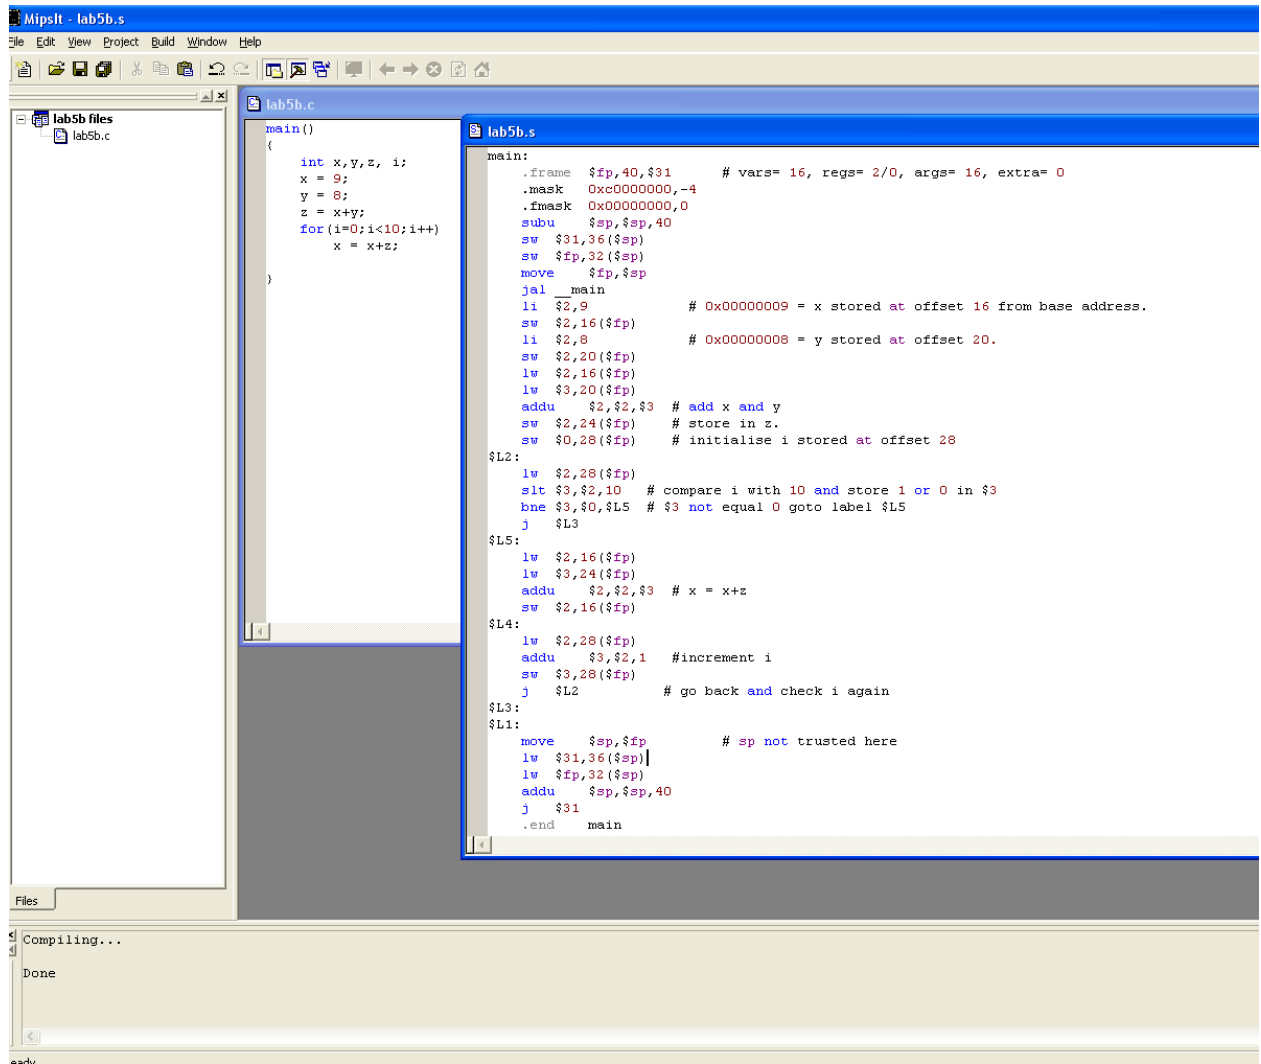 MipsIt - lab5b.s
File Edit View Project Build Window Help
lab5b files
lab5b.c
lab5b.c
main()
{
int x,y,z, i;
x = 9;
y = 8;
z = x+y;
for(i=0;i<10;i++)
x = x+z;
}
lab5b.s
main:
.frame $fp,40,$31 # vars= 16, regs= 2/0, args= 16, extra= 0
.mask 0xc0000000,-4
.fmask 0x00000000,0
subu $sp,$sp,40
sw $31,36($sp)
sw $fp,32($sp)
move $fp,$sp
jal __main
li $2,9 # 0x00000009 = x stored at offset 16 from base address.
sw $2,16($fp)
li $2,8 # 0x00000008 = y stored at offset 20.
sw $2,20($fp)
lw $2,16($fp)
lw $3,20($fp)
addu $2,$2,$3 # add x and y
sw $2,24($fp) # store in z.
sw $0,28($fp) # initialise i stored at offset 28
$L2:
lw $2,28($fp)
slt $3,$2,10 # compare i with 10 and store 1 or 0 in $3
bne $3,$0,$L5 # $3 not equal 0 goto label $L5
j $L3
$L5:
lw $2,16($fp)
lw $3,24($fp)
addu $2,$2,$3 # x = x+z
sw $2,16($fp)
$L4:
lw $2,28($fp)
addu $3,$2,1 #increment i
sw $3,28($fp)
j $L2 # go back and check i again
$L3:
$L1:
move $sp,$fp # sp not trusted here
lw $31,36($sp)
lw $fp,32($sp)
addu $sp,$sp,40
j $31
.end main
Files
Compiling...
Done